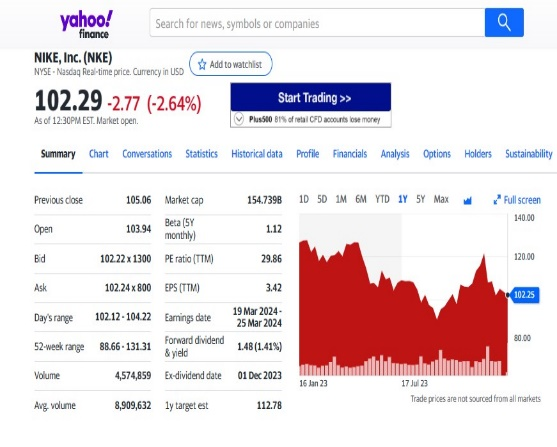 yahoo!
finance
Search for news, symbols or companies
NIKE, Inc. (NKE)
NYSE - Nasdaq Real-time price. Currency in USD
Add to watchlist
102.29 -2.77 (-2.64%)
As of 12:30PM EST. Market open.
Start Trading >>
Plus500 81% of retail CFD accounts lose money
Summary Chart Conversations Statistics Historical data Profile Financials Analysis Options Holders Sustainability
Previous close 105.06
Open 103.94
Bid 102.22 x 1300
Ask 102.24 x 800
Day's range 102.12 - 104.22
52-week range 88.66 - 131.31
Volume 4,574,859
Avg. volume 8,909,632
Market cap 154.739B
Beta (5Y
monthly) 1.12
PE ratio (TTM) 29.86
EPS (TTM) 3.42
Earnings date 19 Mar 2024 -
25 Mar 2024
Forward dividend
& yield 1.48 (1.41%)
Ex-dividend date 01 Dec 2023
1y target est 112.78
1D 5D 1M 6M YTD 1Y 5Y Max Full screen
140.00
120.00
102.25
80.00
16 Jan 23 17 Jul 23
Trade prices are not sourced from all markets